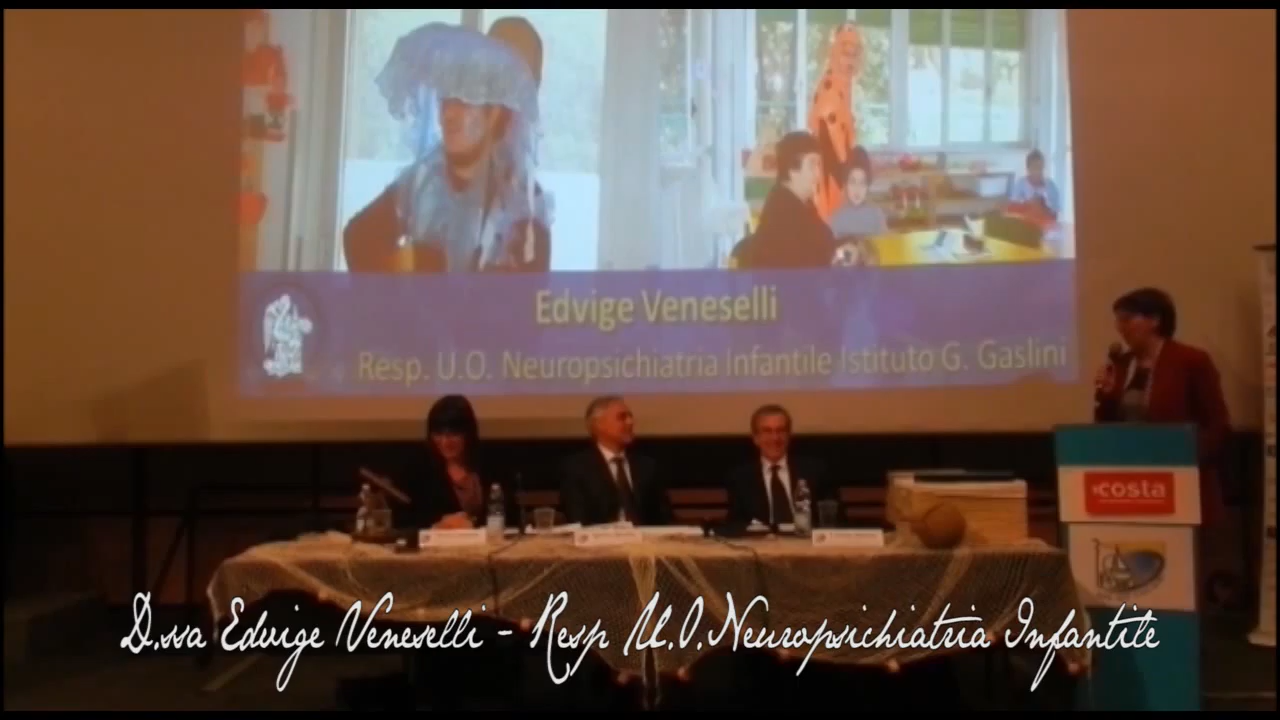 Edvige Veneselli
Resp. U.O. Neuropsichiatria Infantile Istituto G. Gaslini
costa
D.ssa Edvige Veneselli - Resp U.O. Neuropsichiatria Infantile